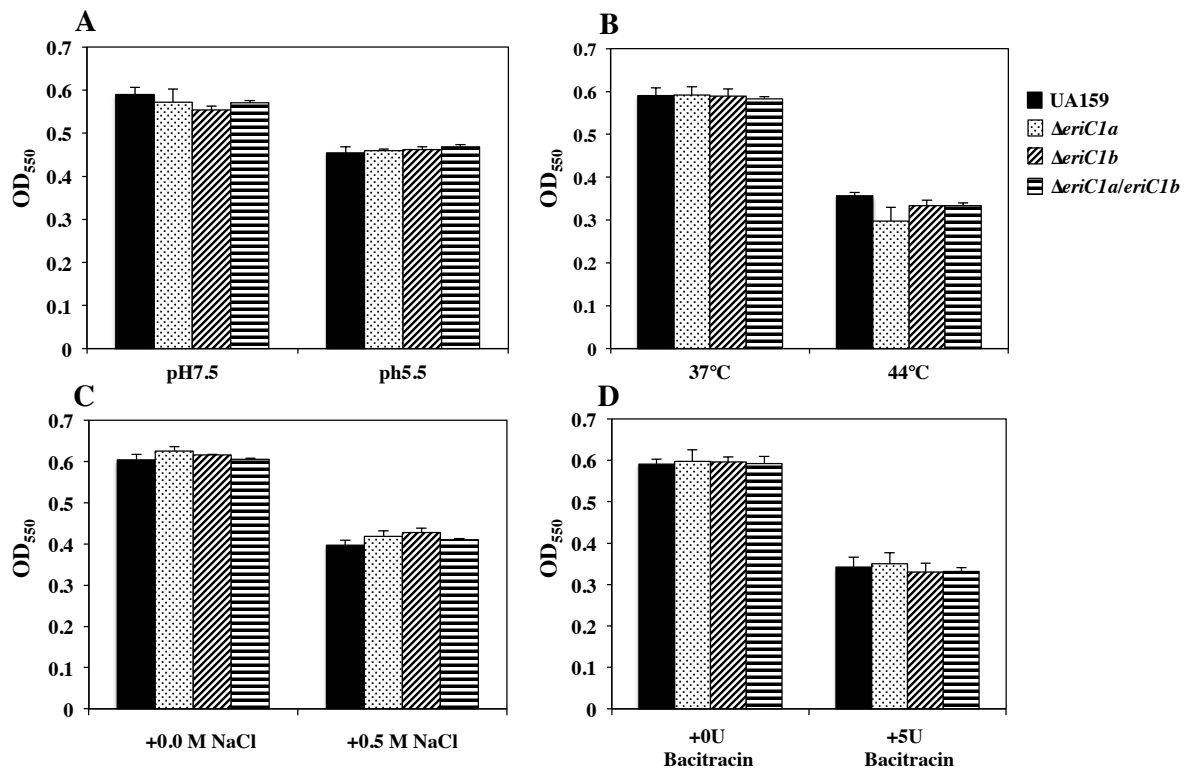 A
OD550
0.7
0.6
0.5
0.4
0.3
0.2
0.1
0
pH7.5 ph5.5
B
OD550
0.7
0.6
0.5
0.4
0.3
0.2
0.1
0
37°C 44°C
UA159
ΔeriC1a
ΔeriC1b
ΔeriC1a/eriC1b
C
OD550
0.7
0.6
0.5
0.4
0.3
0.2
0.1
0
+0.0 M NaCl +0.5 M NaCl
D
OD550
0.7
0.6
0.5
0.4
0.3
0.2
0.1
0
+0U +5U
Bacitracin Bacitracin